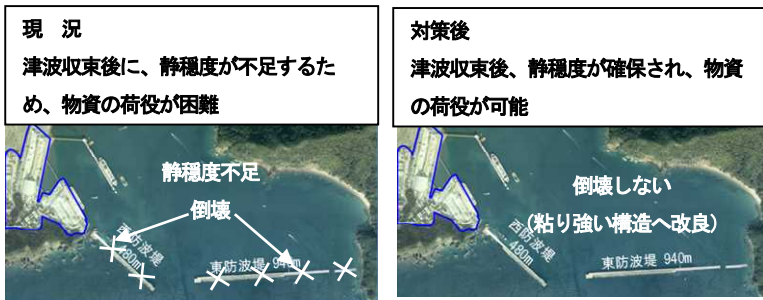 現　況
津波収束後に、静穏度が不足するた
め、物資の荷役が困難
静穏度不足
倒壊
西防波堤
480m
東防波堤 940m
対策後
津波収束後、静穏度が確保され、物資
の荷役が可能
倒壊しない
（粘り強い構造へ改良）
西防波堤
480m
東防波堤 940m